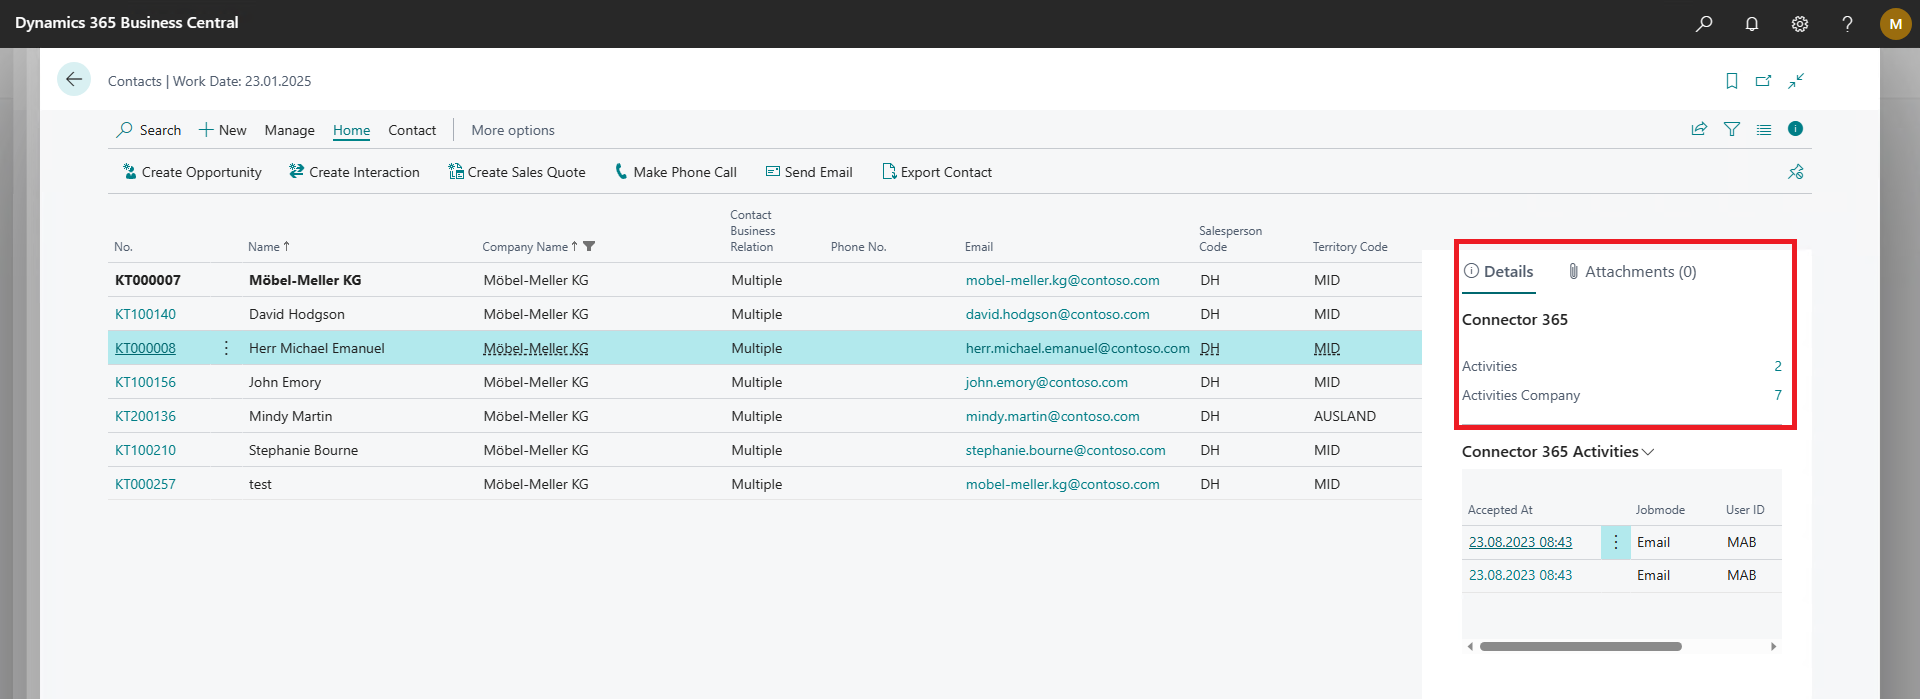 Dynamics 365 Business Central
M
Contacts | Work Date: 23.01.2025
Search New Manage Home Contact More options
Create Opportunity Create Interaction Create Sales Quote Make Phone Call Send Email Export Contact
No. Name Company Name Contact Business Relation Phone No. Email Salesperson Code Territory Code
KT000007 Möbel-Meller KG Möbel-Meller KG Multiple mobel-meller.kg@contoso.com DH MID
KT100140 David Hodgson Möbel-Meller KG Multiple david.hodgson@contoso.com DH MID
KT000008 Herr Michael Emanuel Möbel-Meller KG Multiple herr.michael.emanuel@contoso.com DH MID
KT100156 John Emory Möbel-Meller KG Multiple john.emory@contoso.com DH MID
KT200136 Mindy Martin Möbel-Meller KG Multiple mindy.martin@contoso.com DH AUSLAND
KT100210 Stephanie Bourne Möbel-Meller KG Multiple stephanie.bourne@contoso.com DH MID
KT000257 test Möbel-Meller KG Multiple mobel-meller.kg@contoso.com DH MID
Details Attachments (0)
Connector 365
Activities 2
Activities Company 7
Connector 365 Activities
Accepted At Jobmode User ID
23.08.2023 08:43 Email MAB
23.08.2023 08:43 Email MAB